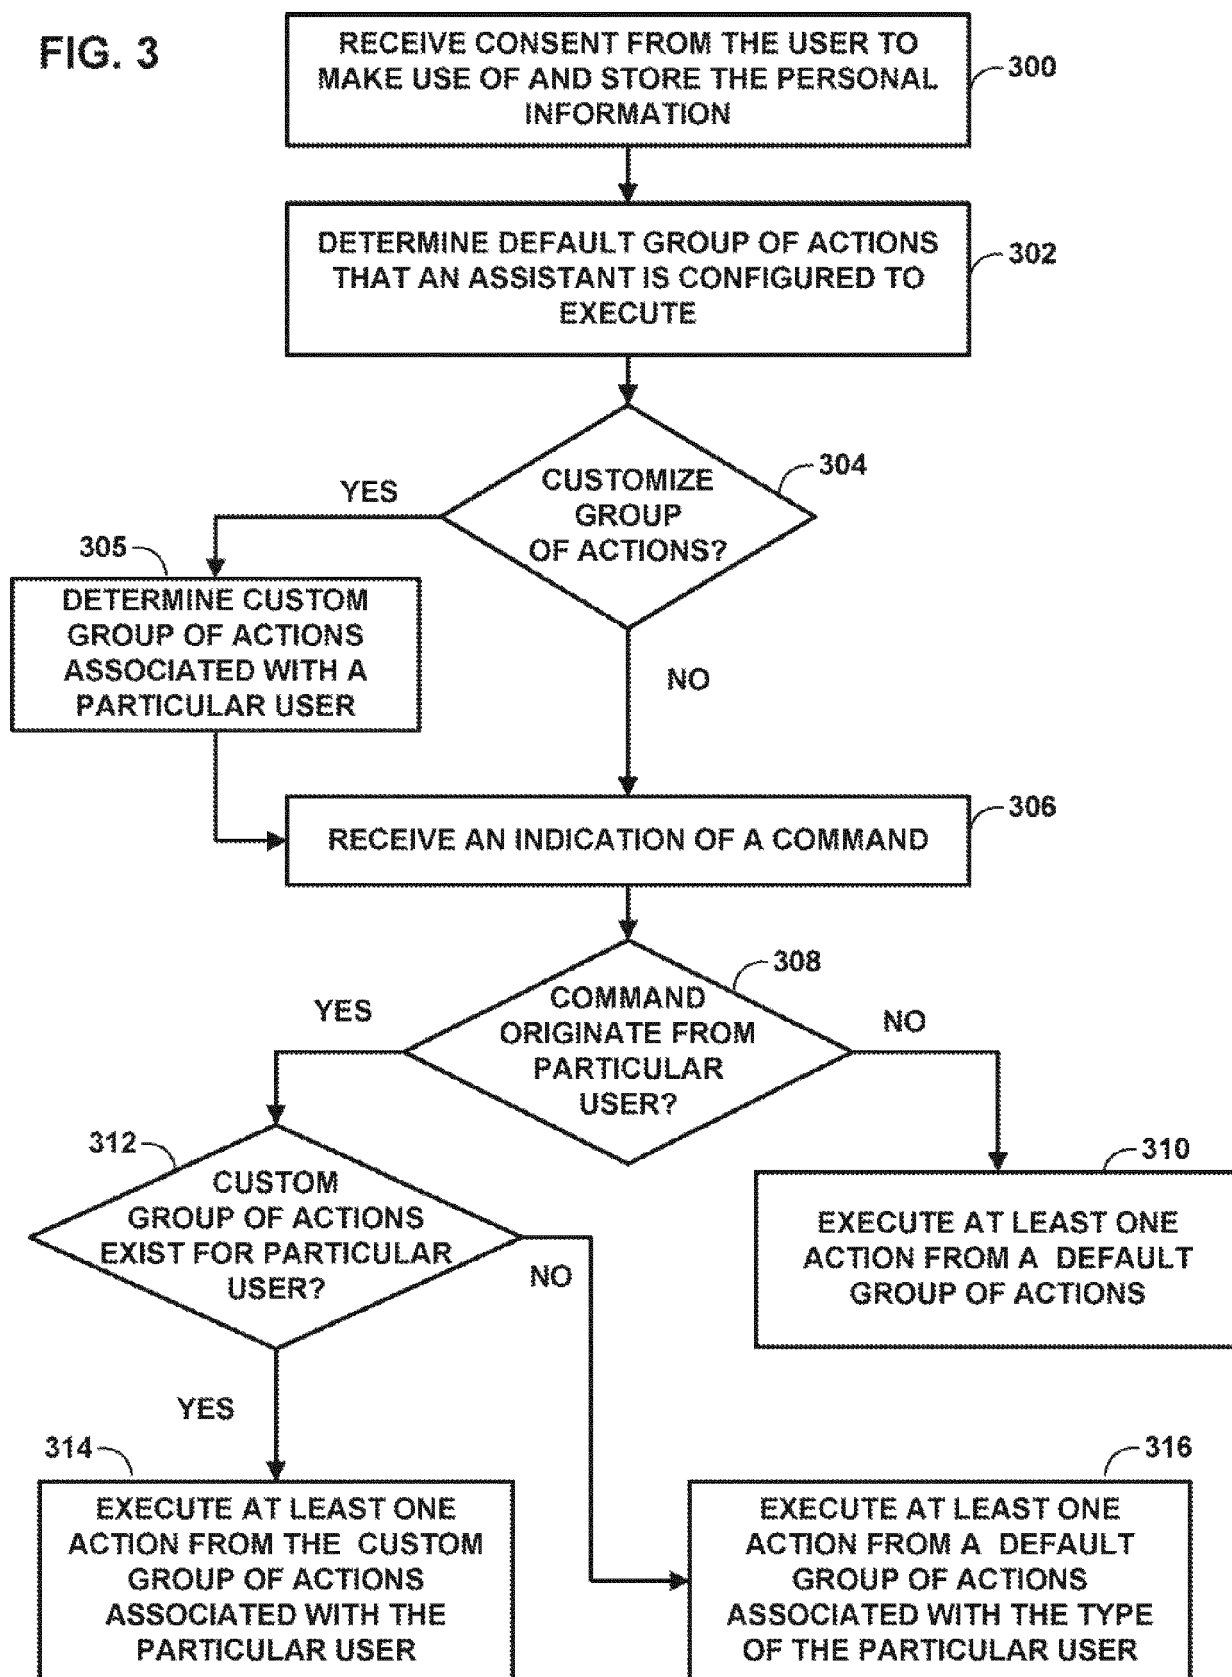 FIG. 3
RECEIVE CONSENT FROM THE USER TO
MAKE USE OF AND STORE THE PERSONAL
INFORMATION
300
DETERMINE DEFAULT GROUP OF ACTIONS
THAT AN ASSISTANT IS CONFIGURED TO
EXECUTE
302
CUSTOMIZE
GROUP
OF ACTIONS?
304
YES
305
DETERMINE CUSTOM
GROUP OF ACTIONS
ASSOCIATED WITH A
PARTICULAR USER
NO
RECEIVE AN INDICATION OF A COMMAND
306
COMMAND
ORIGINATE FROM
PARTICULAR
USER?
308
YES
NO
312
CUSTOM
GROUP OF ACTIONS
EXIST FOR PARTICULAR
USER?
310
EXECUTE AT LEAST ONE
ACTION FROM A DEFAULT
GROUP OF ACTIONS
NO
YES
314
EXECUTE AT LEAST ONE
ACTION FROM THE CUSTOM
GROUP OF ACTIONS
ASSOCIATED WITH THE
PARTICULAR USER
316
EXECUTE AT LEAST ONE
ACTION FROM A DEFAULT
GROUP OF ACTIONS
ASSOCIATED WITH THE TYPE
OF THE PARTICULAR USER